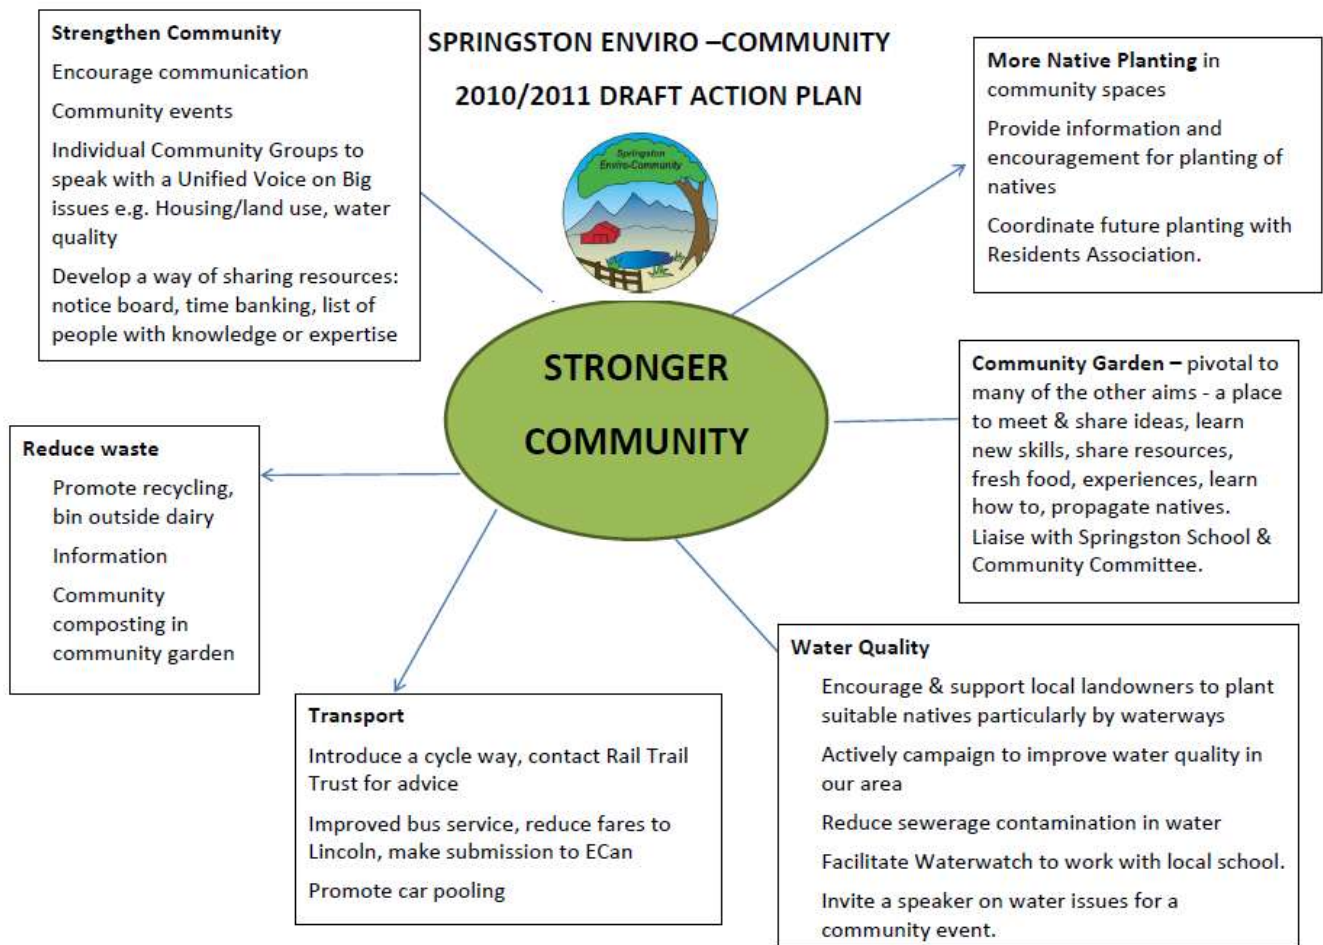 SPRINGSTON ENVIRO –COMMUNITY
2010/2011 DRAFT ACTION PLAN
Springston
Enviro-Community
STRONGER
COMMUNITY
Strengthen Community
Encourage communication
Community events
Individual Community Groups to
speak with a Unified Voice on Big
issues e.g. Housing/land use, water
quality
Develop a way of sharing resources:
notice board, time banking, list of
people with knowledge or expertise
More Native Planting in
community spaces
Provide information and
encouragement for planting of
natives
Coordinate future planting with
Residents Association.
Community Garden – pivotal to
many of the other aims - a place
to meet & share ideas, learn
new skills, share resources,
fresh food, experiences, learn
how to, propagate natives.
Liaise with Springston School &
Community Committee.
Reduce waste
Promote recycling,
bin outside dairy
Information
Community
composting in
community garden
Transport
Introduce a cycle way, contact Rail Trail
Trust for advice
Improved bus service, reduce fares to
Lincoln, make submission to ECan
Promote car pooling
Water Quality
Encourage & support local landowners to plant
suitable natives particularly by waterways
Actively campaign to improve water quality in
our area
Reduce sewerage contamination in water
Facilitate Waterwatch to work with local school.
Invite a speaker on water issues for a
community event.